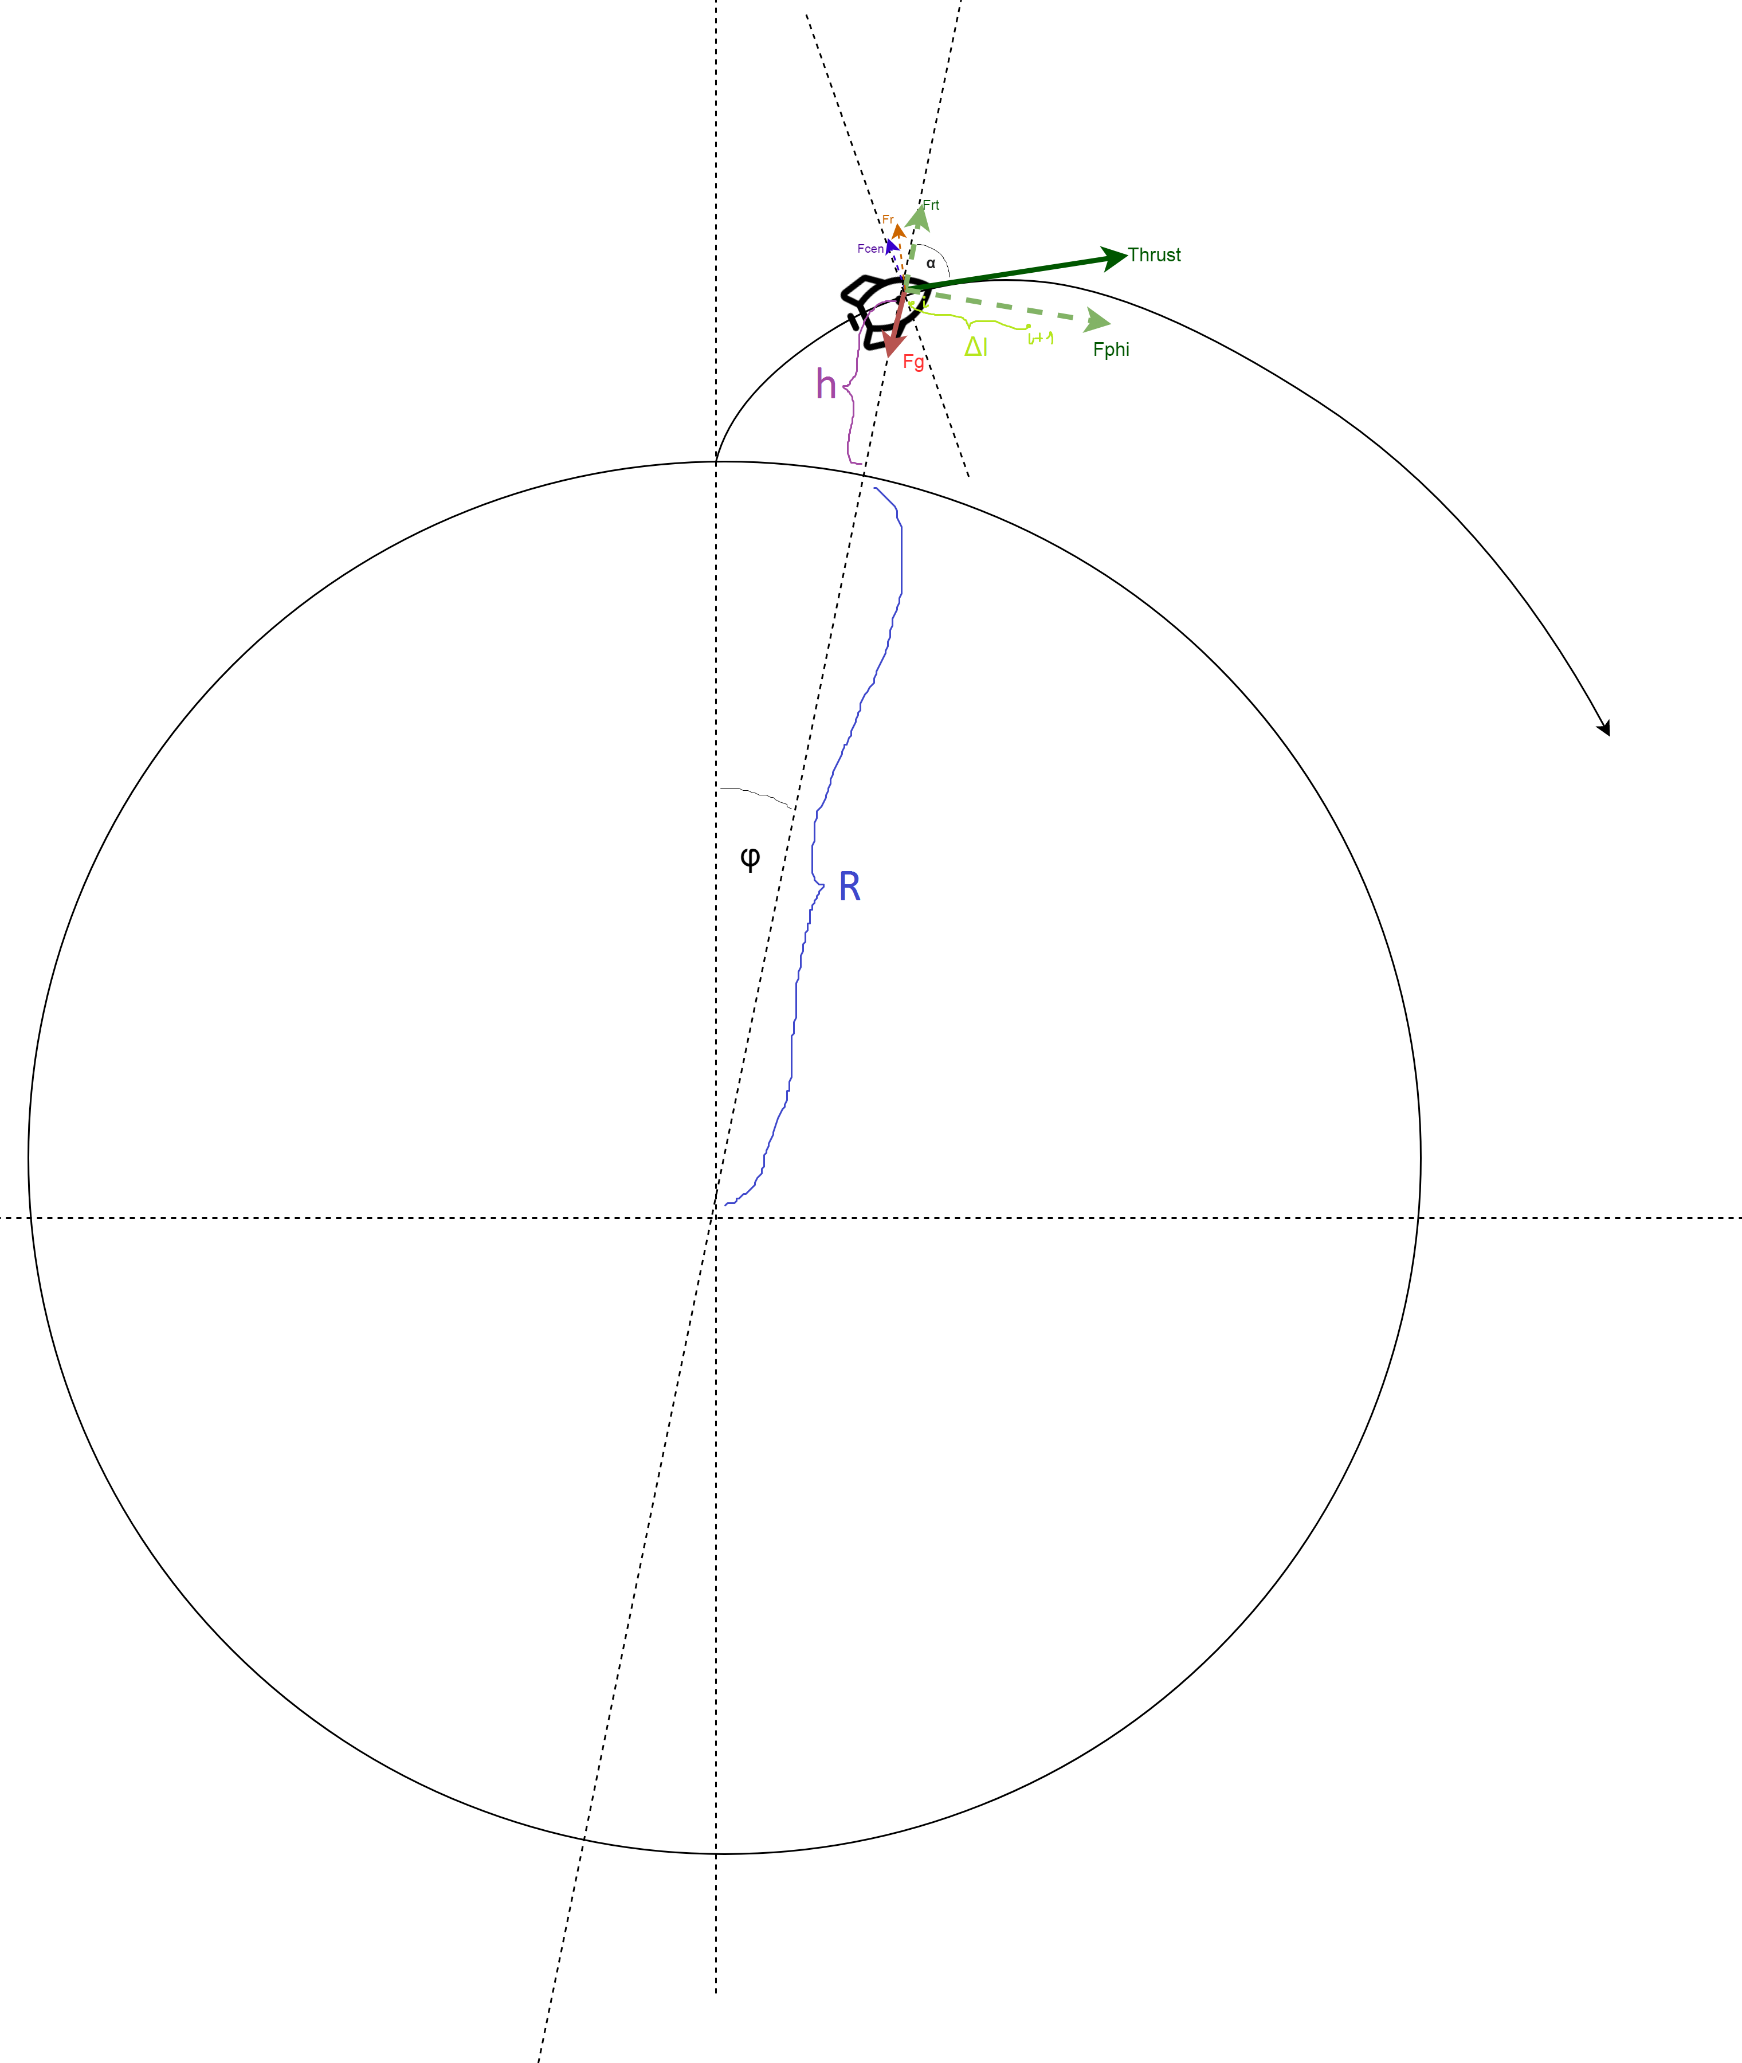 Frt
Fr
Fcen
α
Thrust
Δl
Fphi
Fg
h
φ
R